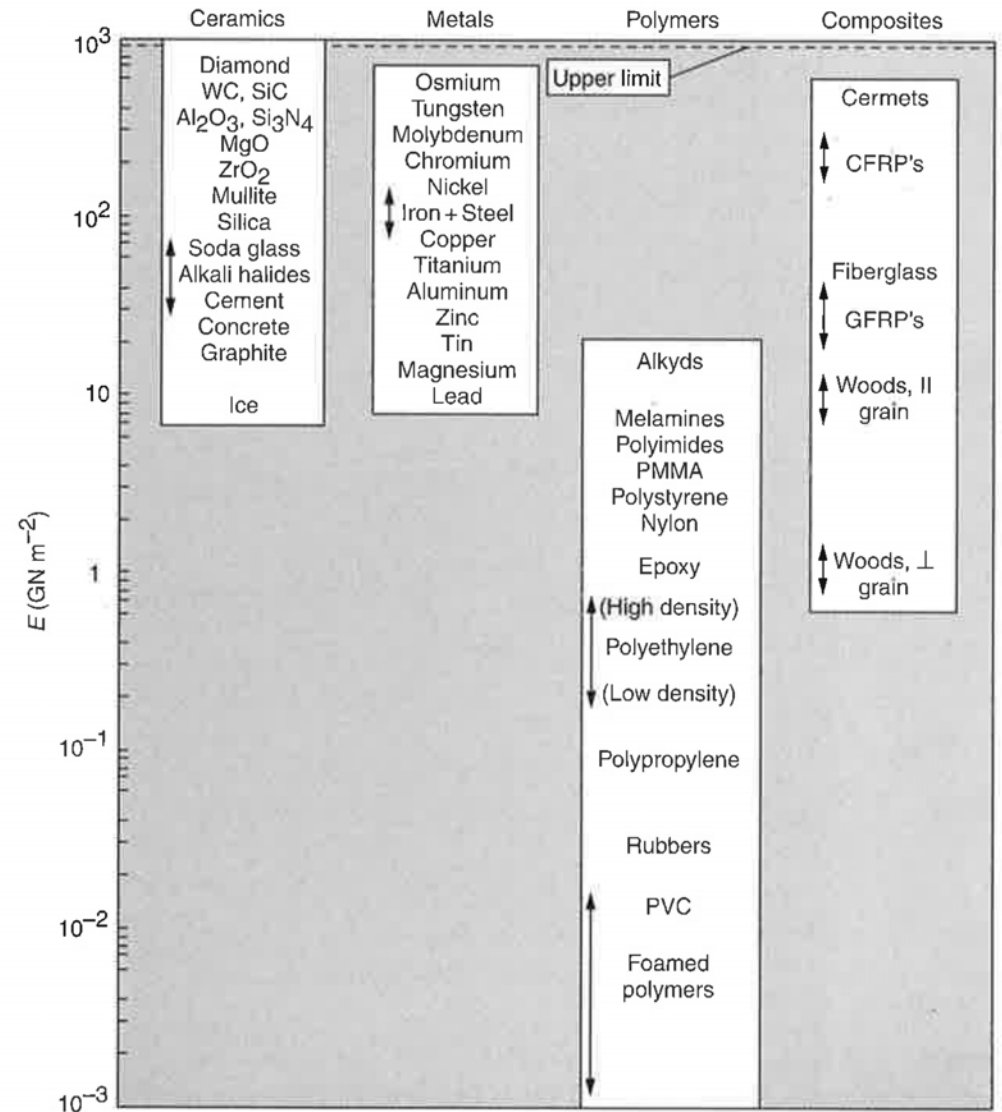 Ceramics
Metals
Polymers
Composites
E (GN m⁻²)
10³
10²
10
1
10⁻¹
10⁻²
10⁻³
Upper limit
Diamond
WC, SiC
Al₂O₃, Si₃N₄
MgO
ZrO₂
Mullite
Silica
Soda glass
Alkali halides
Cement
Concrete
Graphite
Ice
Osmium
Tungsten
Molybdenum
Chromium
Nickel
Iron + Steel
Copper
Titanium
Aluminum
Zinc
Tin
Magnesium
Lead
Alkyds
Melamines
Polyimides
PMMA
Polystyrene
Nylon
Epoxy
(High density)
Polyethylene
(Low density)
Polypropylene
Rubbers
PVC
Foamed
polymers
Cermets
CFRP's
Fiberglass
GFRP's
Woods, ||
grain
Woods, ⊥
grain